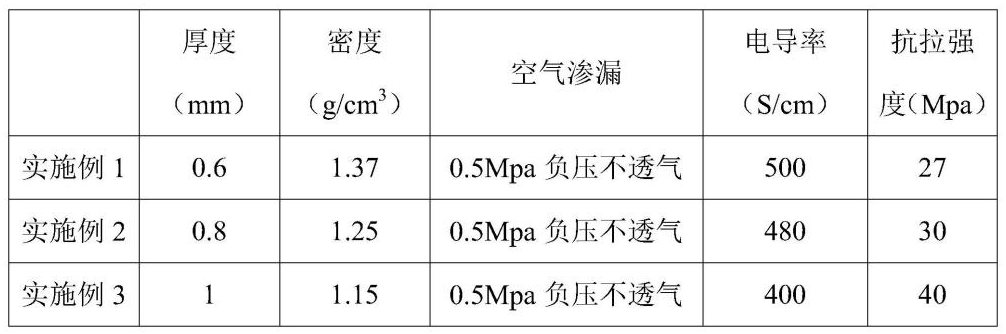 厚度 密度 空气渗漏 电导率 抗拉强
（mm） （g/cm³） （S/cm） 度（Mpa）
实施例 1 0.6 1.37 0.5Mpa 负压不透气 500 27
实施例 2 0.8 1.25 0.5Mpa 负压不透气 480 30
实施例 3 1 1.15 0.5Mpa 负压不透气 400 40